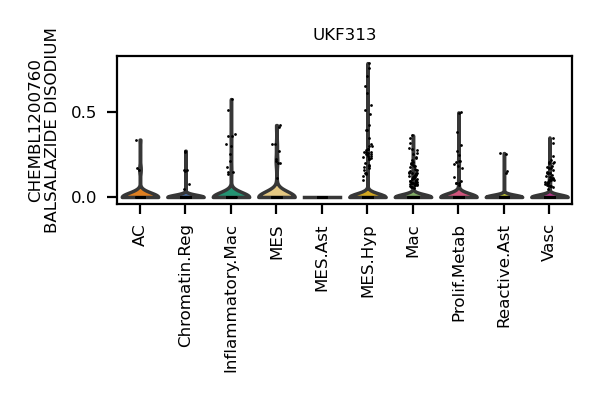 UKF313
CHEMBL1200760
BALSALAZIDE DISODIUM
0.5
0.0
AC
Chromatin.Reg
Inflammatory.Mac
MES
MES.Ast
MES.Hyp
Mac
Prolif.Metab
Reactive.Ast
Vasc